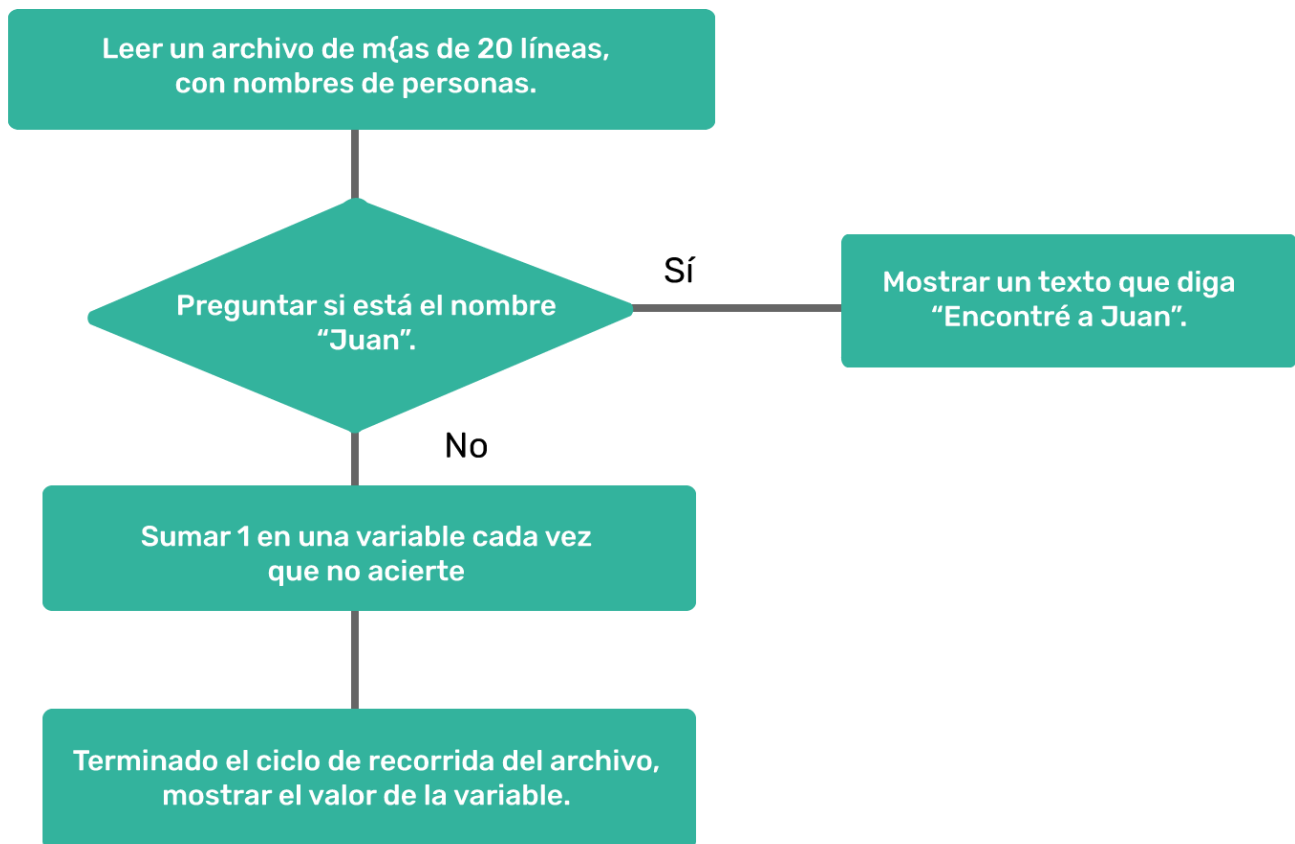 Leer un archivo de m{as de 20 líneas,
con nombres de personas.
Preguntar si está el nombre
“Juan”.
Sí
Mostrar un texto que diga
“Encontré a Juan”.
No
Sumar 1 en una variable cada vez
que no acierte
Terminado el ciclo de recorrida del archivo,
mostrar el valor de la variable.